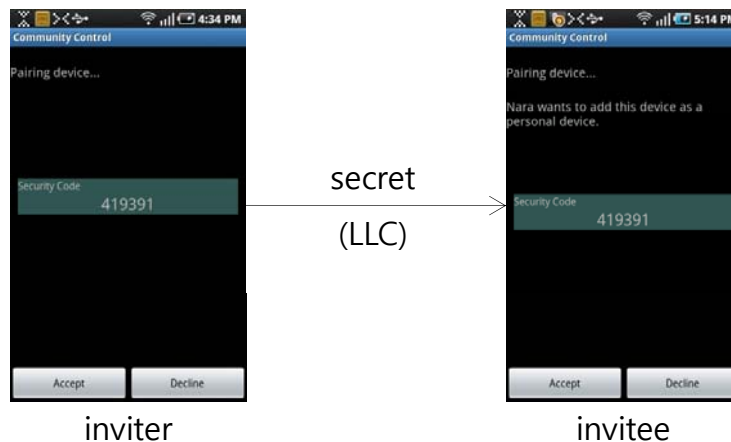 4:34 PM
Community Control
Pairing device...
Security Code
419391
Accept Decline
inviter
secret
(LLC)
5:14 PM
Community Control
Pairing device...
Nara wants to add this device as a
personal device.
Security Code
419391
Accept Decline
invitee